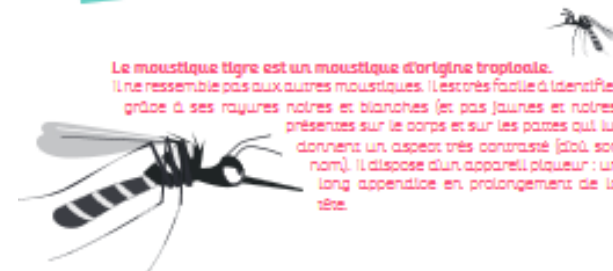 Le moustique tigre est un moustique d'origine tropicale.
Il ne ressemble pas aux autres moustiques. Il est très facile à identifie
grâce à ses rayures noires et blanches (et pas jaunes et noires
présentes sur le corps et sur les pattes qui lu
donnent un aspect très contrasté (d'où son
nom). Il dispose d'un appareil piqueur : un
long appendice en prolongement de l
tête.